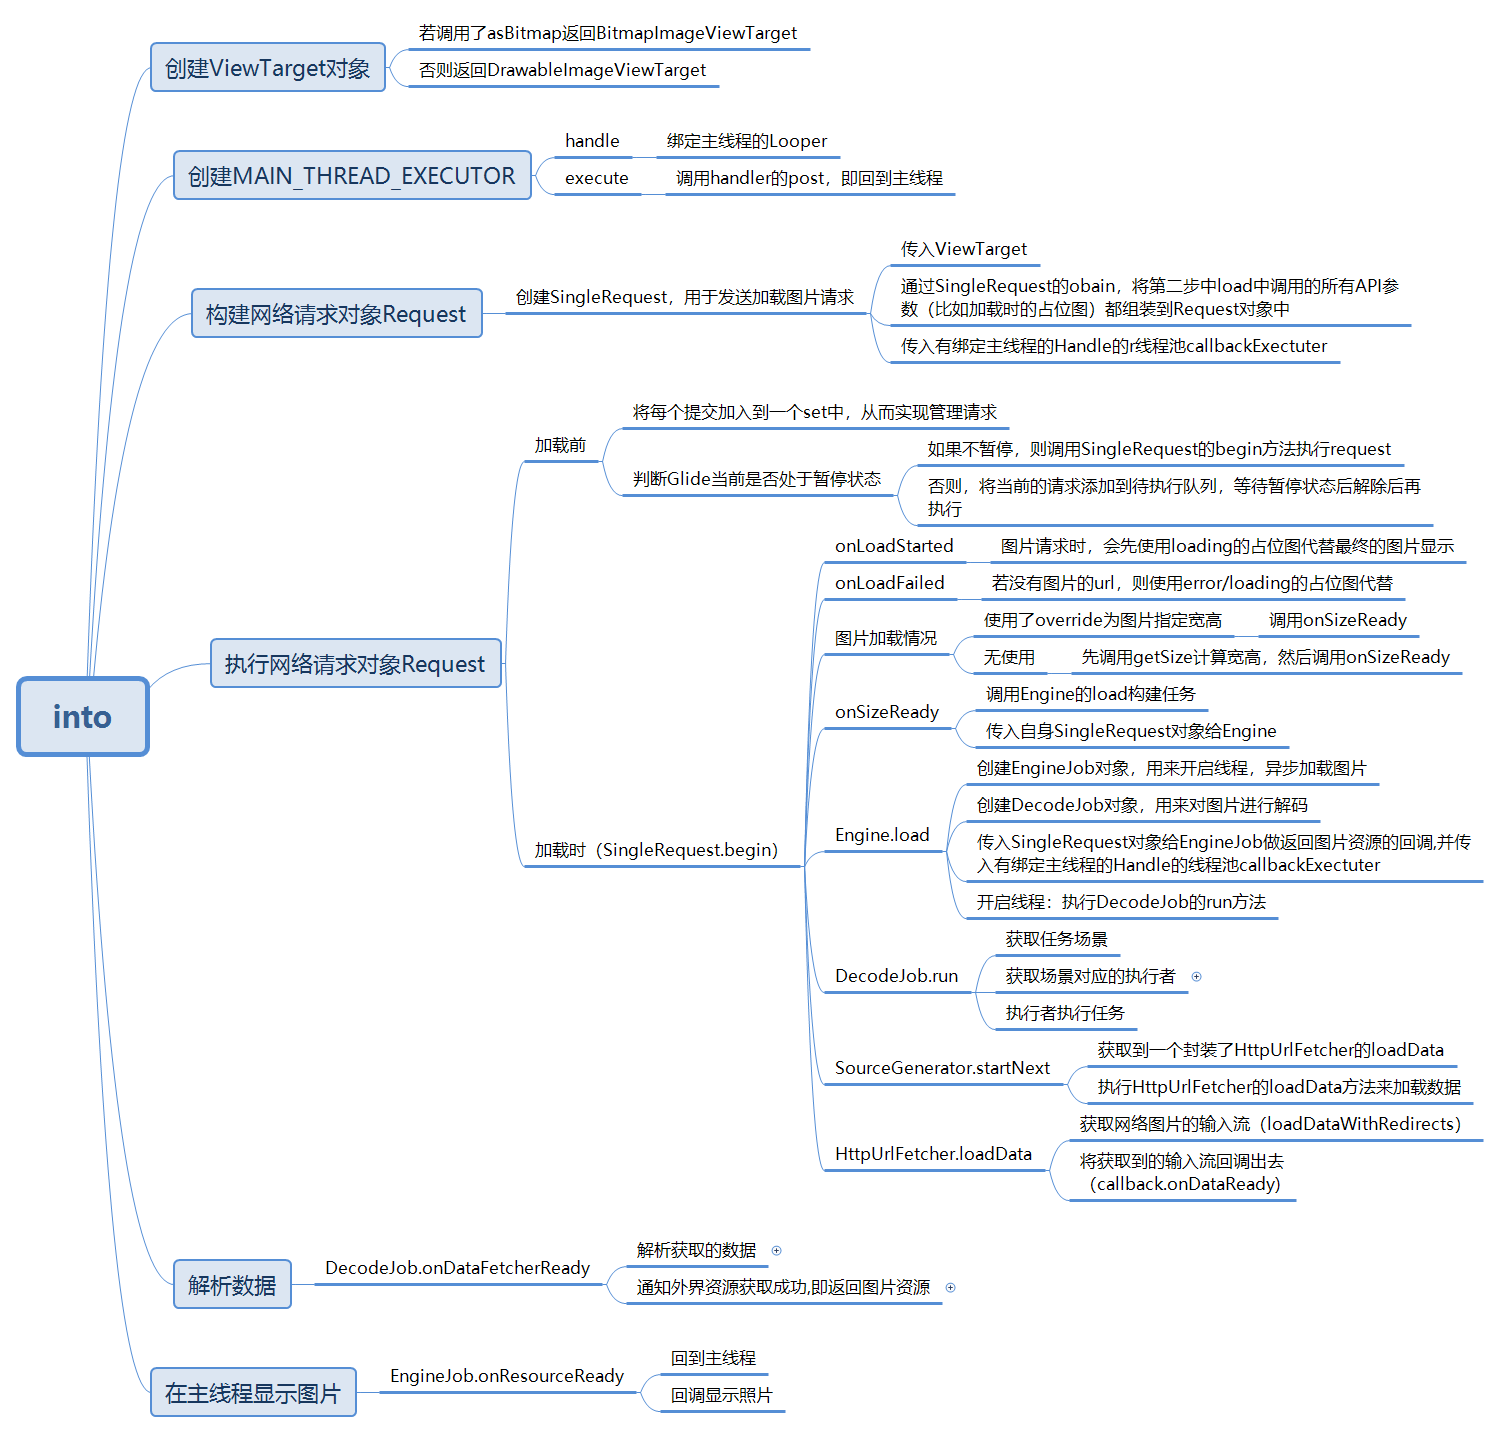 into
创建ViewTarget对象
若调用了asBitmap返回BitmapImageViewTarget
否则返回DrawableImageViewTarget
创建MAIN_THREAD_EXECUTOR
handle
绑定主线程的Looper
execute
调用handler的post，即回到主线程
构建网络请求对象Request
创建SingleRequest，用于发送加载图片请求
传入ViewTarget
通过SingleRequest的obain，将第二步中load中调用的所有API参
数（比如加载时的占位图）都组装到Request对象中
传入有绑定主线程的Handle的r线程池callbackExectuter
执行网络请求对象Request
加载前
将每个提交加入到一个set中，从而实现管理请求
判断Glide当前是否处于暂停状态
如果不暂停，则调用SingleRequest的begin方法执行request
否则，将当前的请求添加到待执行队列，等待暂停状态后解除后再
执行
加载时（SingleRequest.begin）
onLoadStarted
图片请求时，会先使用loading的占位图代替最终的图片显示
onLoadFailed
若没有图片的url，则使用error/loading的占位图代替
图片加载情况
使用了override为图片指定宽高
调用onSizeReady
无使用
先调用getSize计算宽高，然后调用onSizeReady
onSizeReady
调用Engine的load构建任务
传入自身SingleRequest对象给Engine
Engine.load
创建EngineJob对象，用来开启线程，异步加载图片
创建DecodeJob对象，用来对图片进行解码
传入SingleRequest对象给EngineJob做返回图片资源的回调,并传
入有绑定主线程的Handle的线程池callbackExectuter
开启线程：执行DecodeJob的run方法
DecodeJob.run
获取任务场景
获取场景对应的执行者
执行者执行任务
SourceGenerator.startNext
获取到一个封装了HttpUrlFetcher的loadData
执行HttpUrlFetcher的loadData方法来加载数据
HttpUrlFetcher.loadData
获取网络图片的输入流（loadDataWithRedirects）
将获取到的输入流回调出去
（callback.onDataReady）
解析数据
DecodeJob.onDataFetcherReady
解析获取的数据
通知外界资源获取成功,即返回图片资源
在主线程显示图片
EngineJob.onResourceReady
回到主线程
回调显示照片